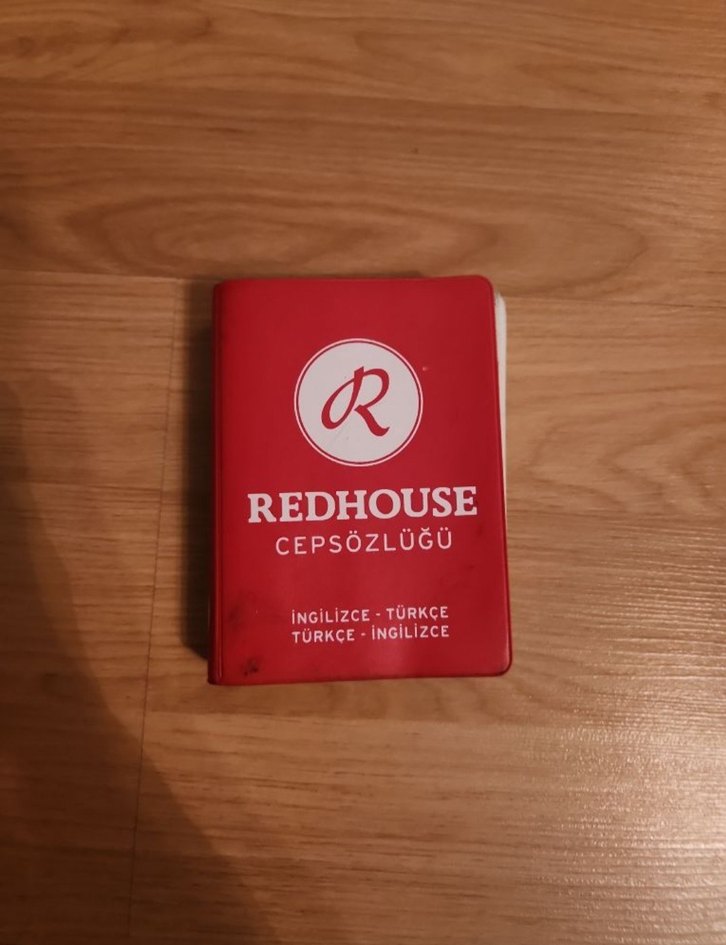 R
REDHOUSE
CEPSÖZLÜĞÜ
İNGİLİZCE - TÜRKÇE
TÜRKÇE - İNGİLİZCE